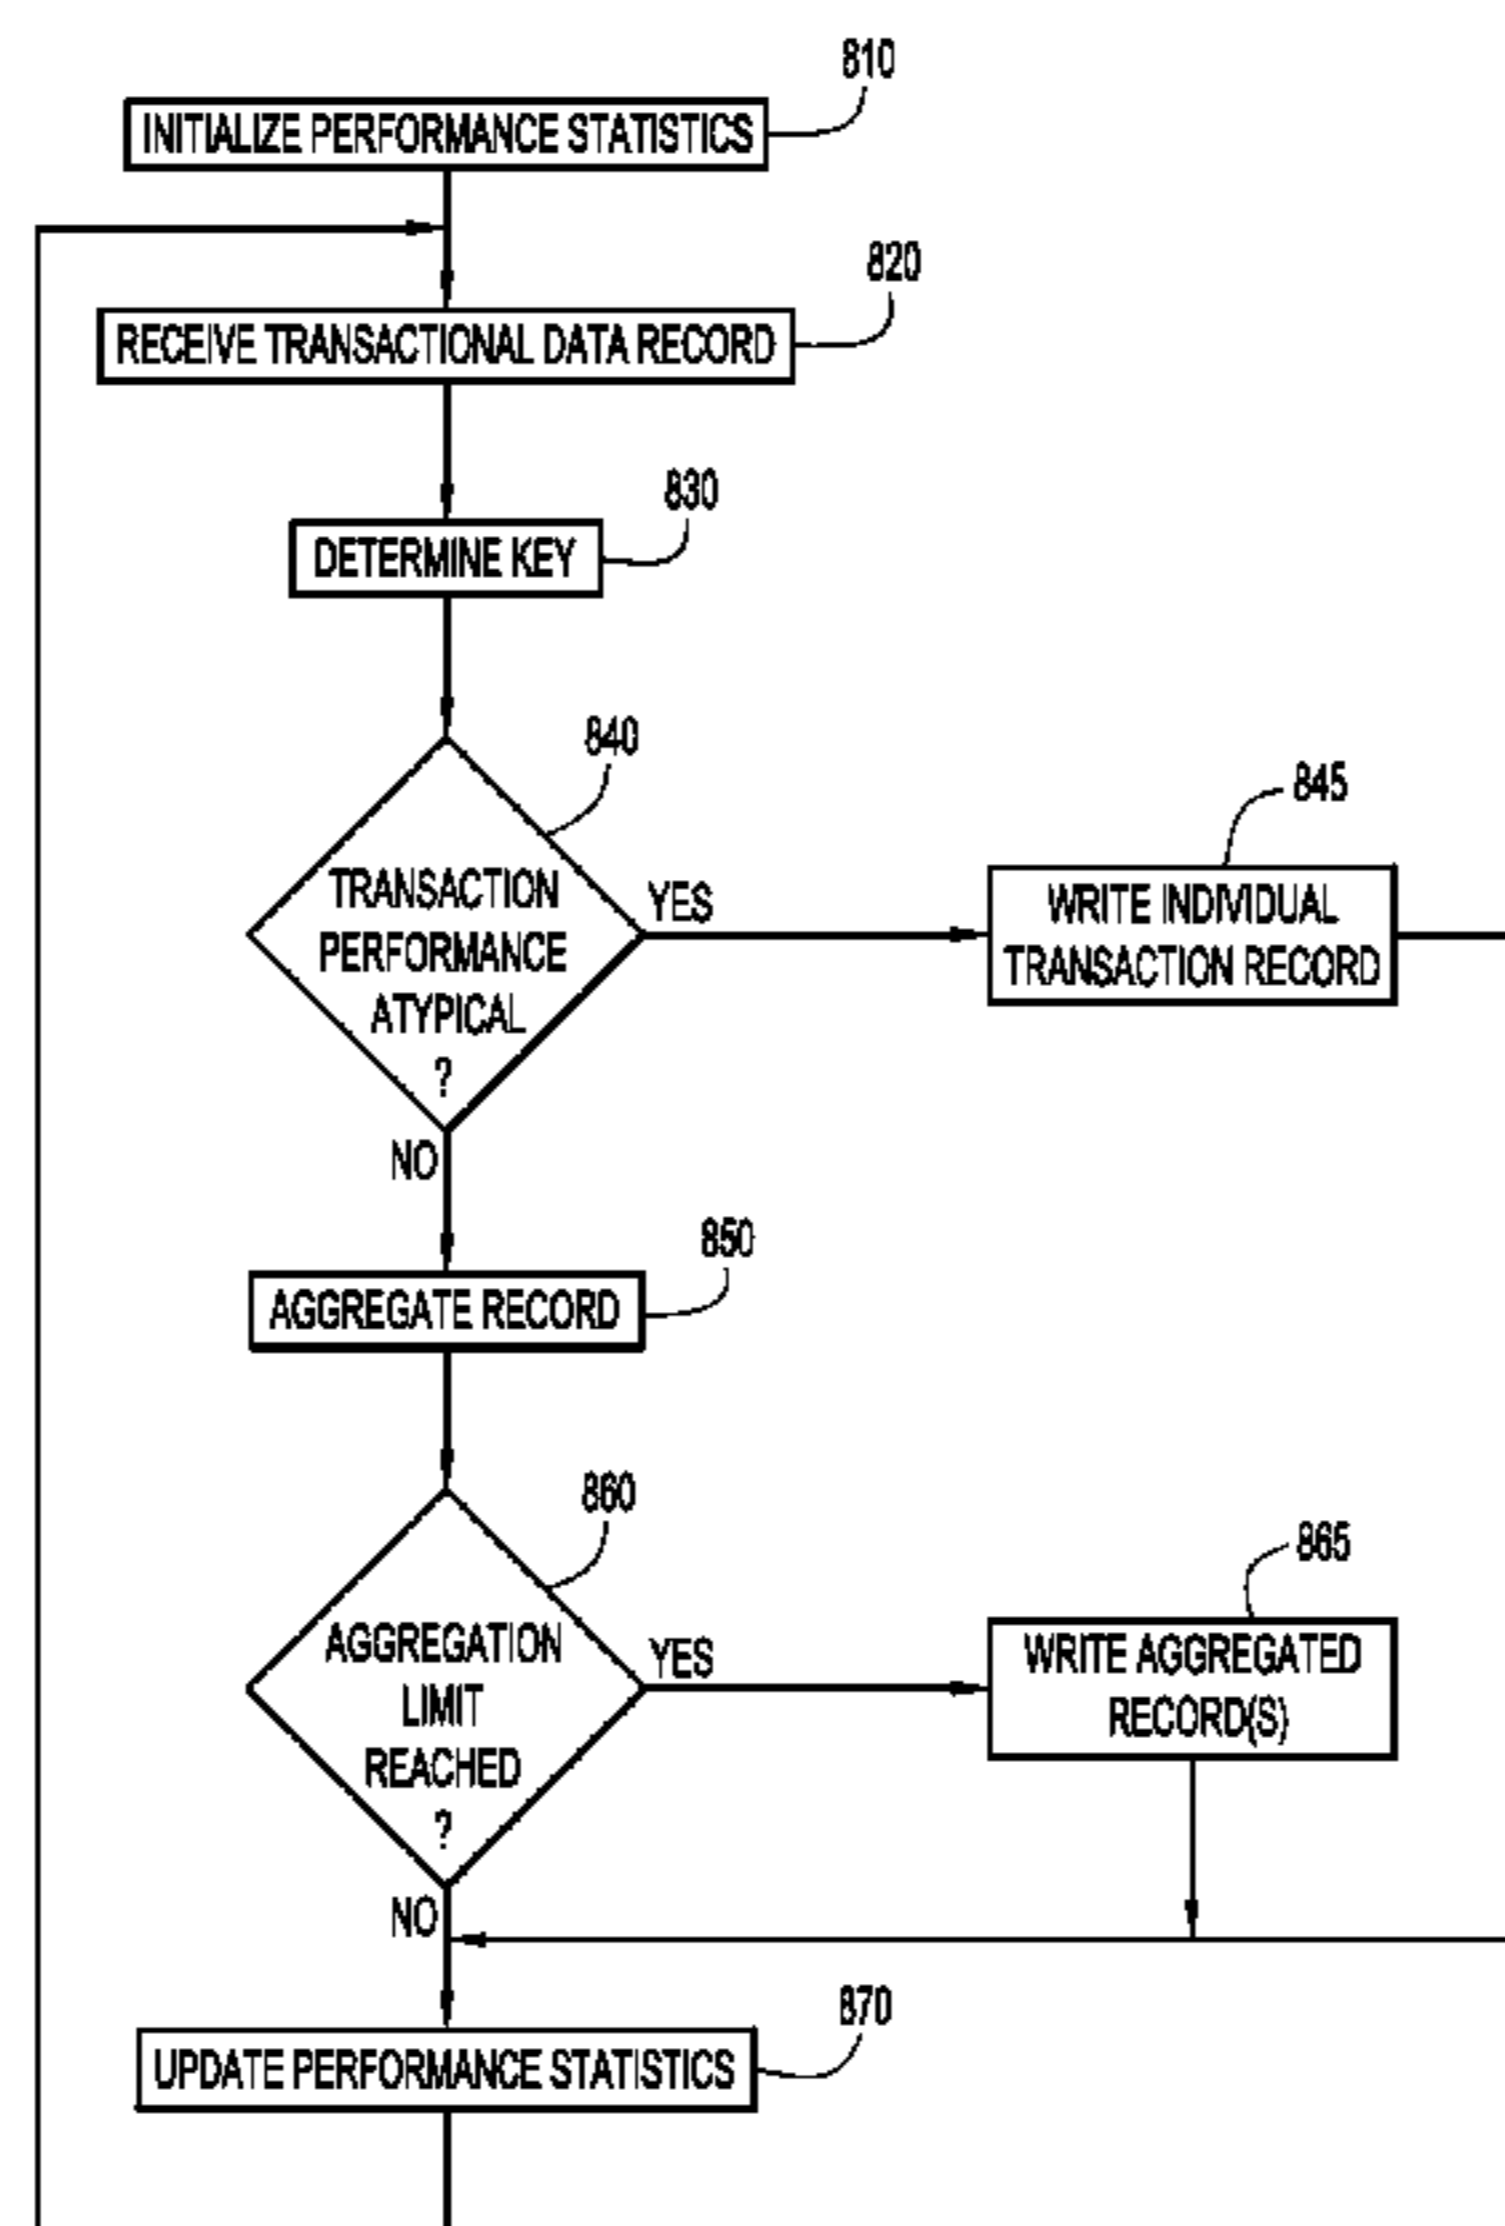 810
INITIALIZE PERFORMANCE STATISTICS
820
RECEIVE TRANSACTIONAL DATA RECORD
830
DETERMINE KEY
840
TRANSACTION
PERFORMANCE
ATYPICAL
?
YES
845
WRITE INDIVIDUAL
TRANSACTION RECORD
NO
850
AGGREGATE RECORD
860
AGGREGATION
LIMIT
REACHED
?
YES
865
WRITE AGGREGATED
RECORD(S)
NO
870
UPDATE PERFORMANCE STATISTICS